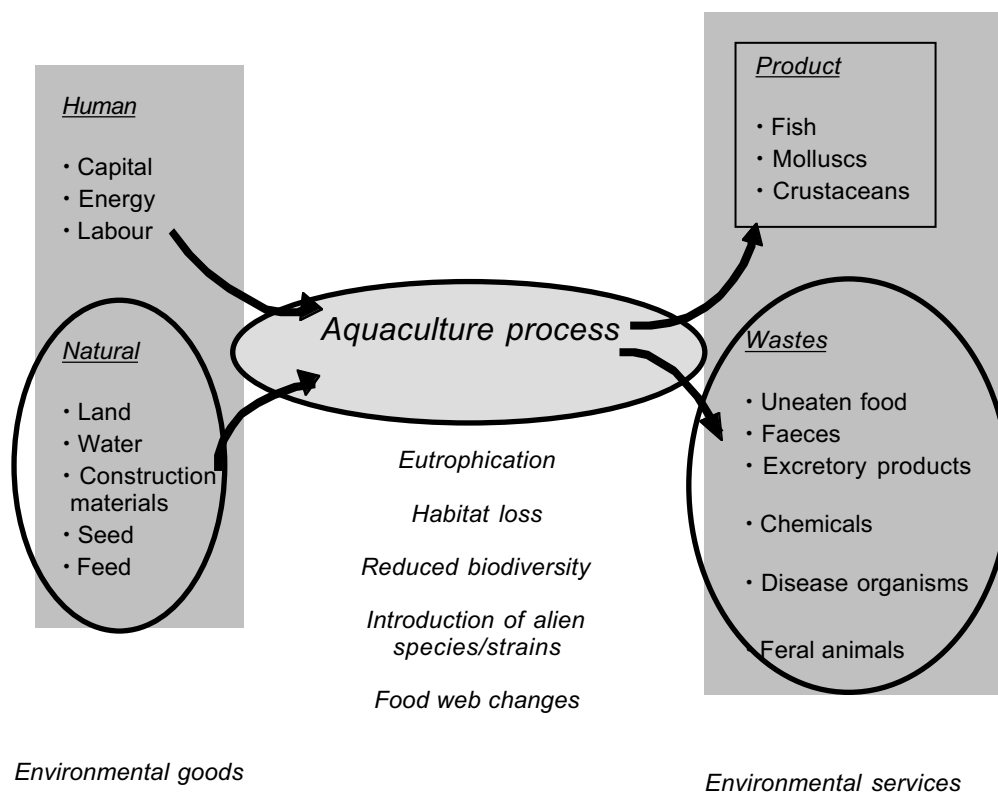 Human
· Capital
· Energy
· Labour
Natural
· Land
· Water
· Construction
materials
· Seed
· Feed
Aquaculture process
Eutrophication
Habitat loss
Reduced biodiversity
Introduction of alien
species/strains
Food web changes
Product
· Fish
· Molluscs
· Crustaceans
Wastes
· Uneaten food
· Faeces
· Excretory products
· Chemicals
· Disease organisms
· Feral animals
Environmental goods
Environmental services